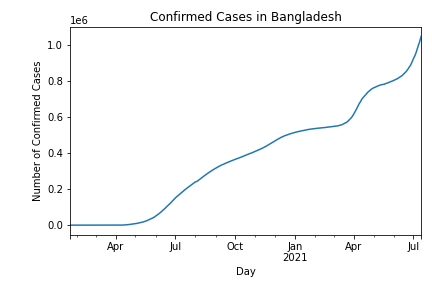 Confirmed Cases in Bangladesh
1e6
1.0
0.8
0.6
0.4
0.2
0.0
Number of Confirmed Cases
Apr Jul Oct Jan Apr Jul
2021
Day